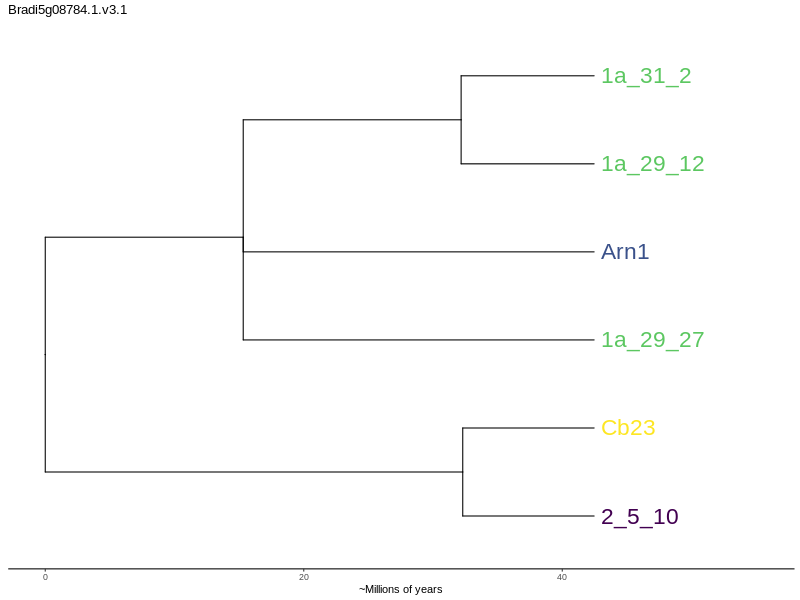 Bradi5g08784.1.v3.1
1a_31_2
1a_29_12
Arn1
1a_29_27
Cb23
2_5_10
0 20 40
~Millions of years